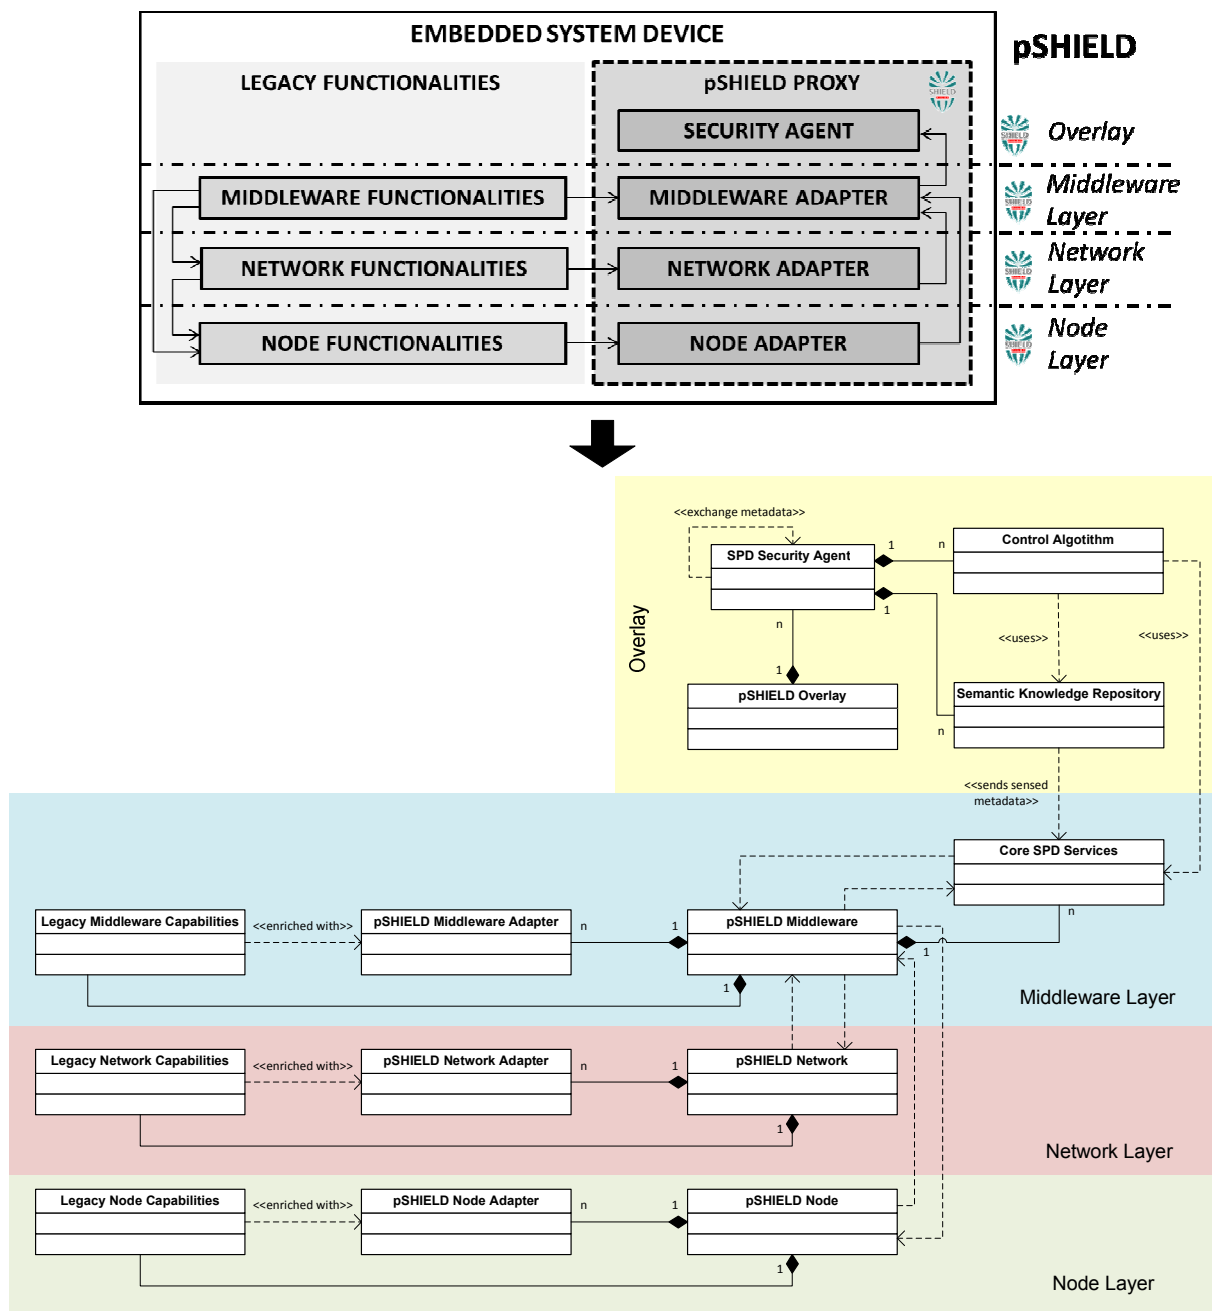 EMBEDDED SYSTEM DEVICE
pSHIELD
LEGACY FUNCTIONALITIES
pSHIELD PROXY
SHIELD
SECURITY AGENT
SHIELD
Overlay
MIDDLEWARE FUNCTIONALITIES
MIDDLEWARE ADAPTER
SHIELD
Middleware
Layer
NETWORK FUNCTIONALITIES
NETWORK ADAPTER
SHIELD
Network
Layer
NODE FUNCTIONALITIES
NODE ADAPTER
SHIELD
Node
Layer
<<exchange metadata>>
SPD Security Agent
1
n
Control Algotithm
1
n
<<uses>>
<<uses>>
Overlay
1
pSHIELD Overlay
Semantic Knowledge Repository
n
<<sends sensed
metadata>>
Core SPD Services
n
Legacy Middleware Capabilities
<<enriched with>>
pSHIELD Middleware Adapter
n
1
pSHIELD Middleware
1
1
Middleware Layer
Legacy Network Capabilities
<<enriched with>>
pSHIELD Network Adapter
n
1
pSHIELD Network
1
Network Layer
Legacy Node Capabilities
<<enriched with>>
pSHIELD Node Adapter
n
1
pSHIELD Node
1
Node Layer